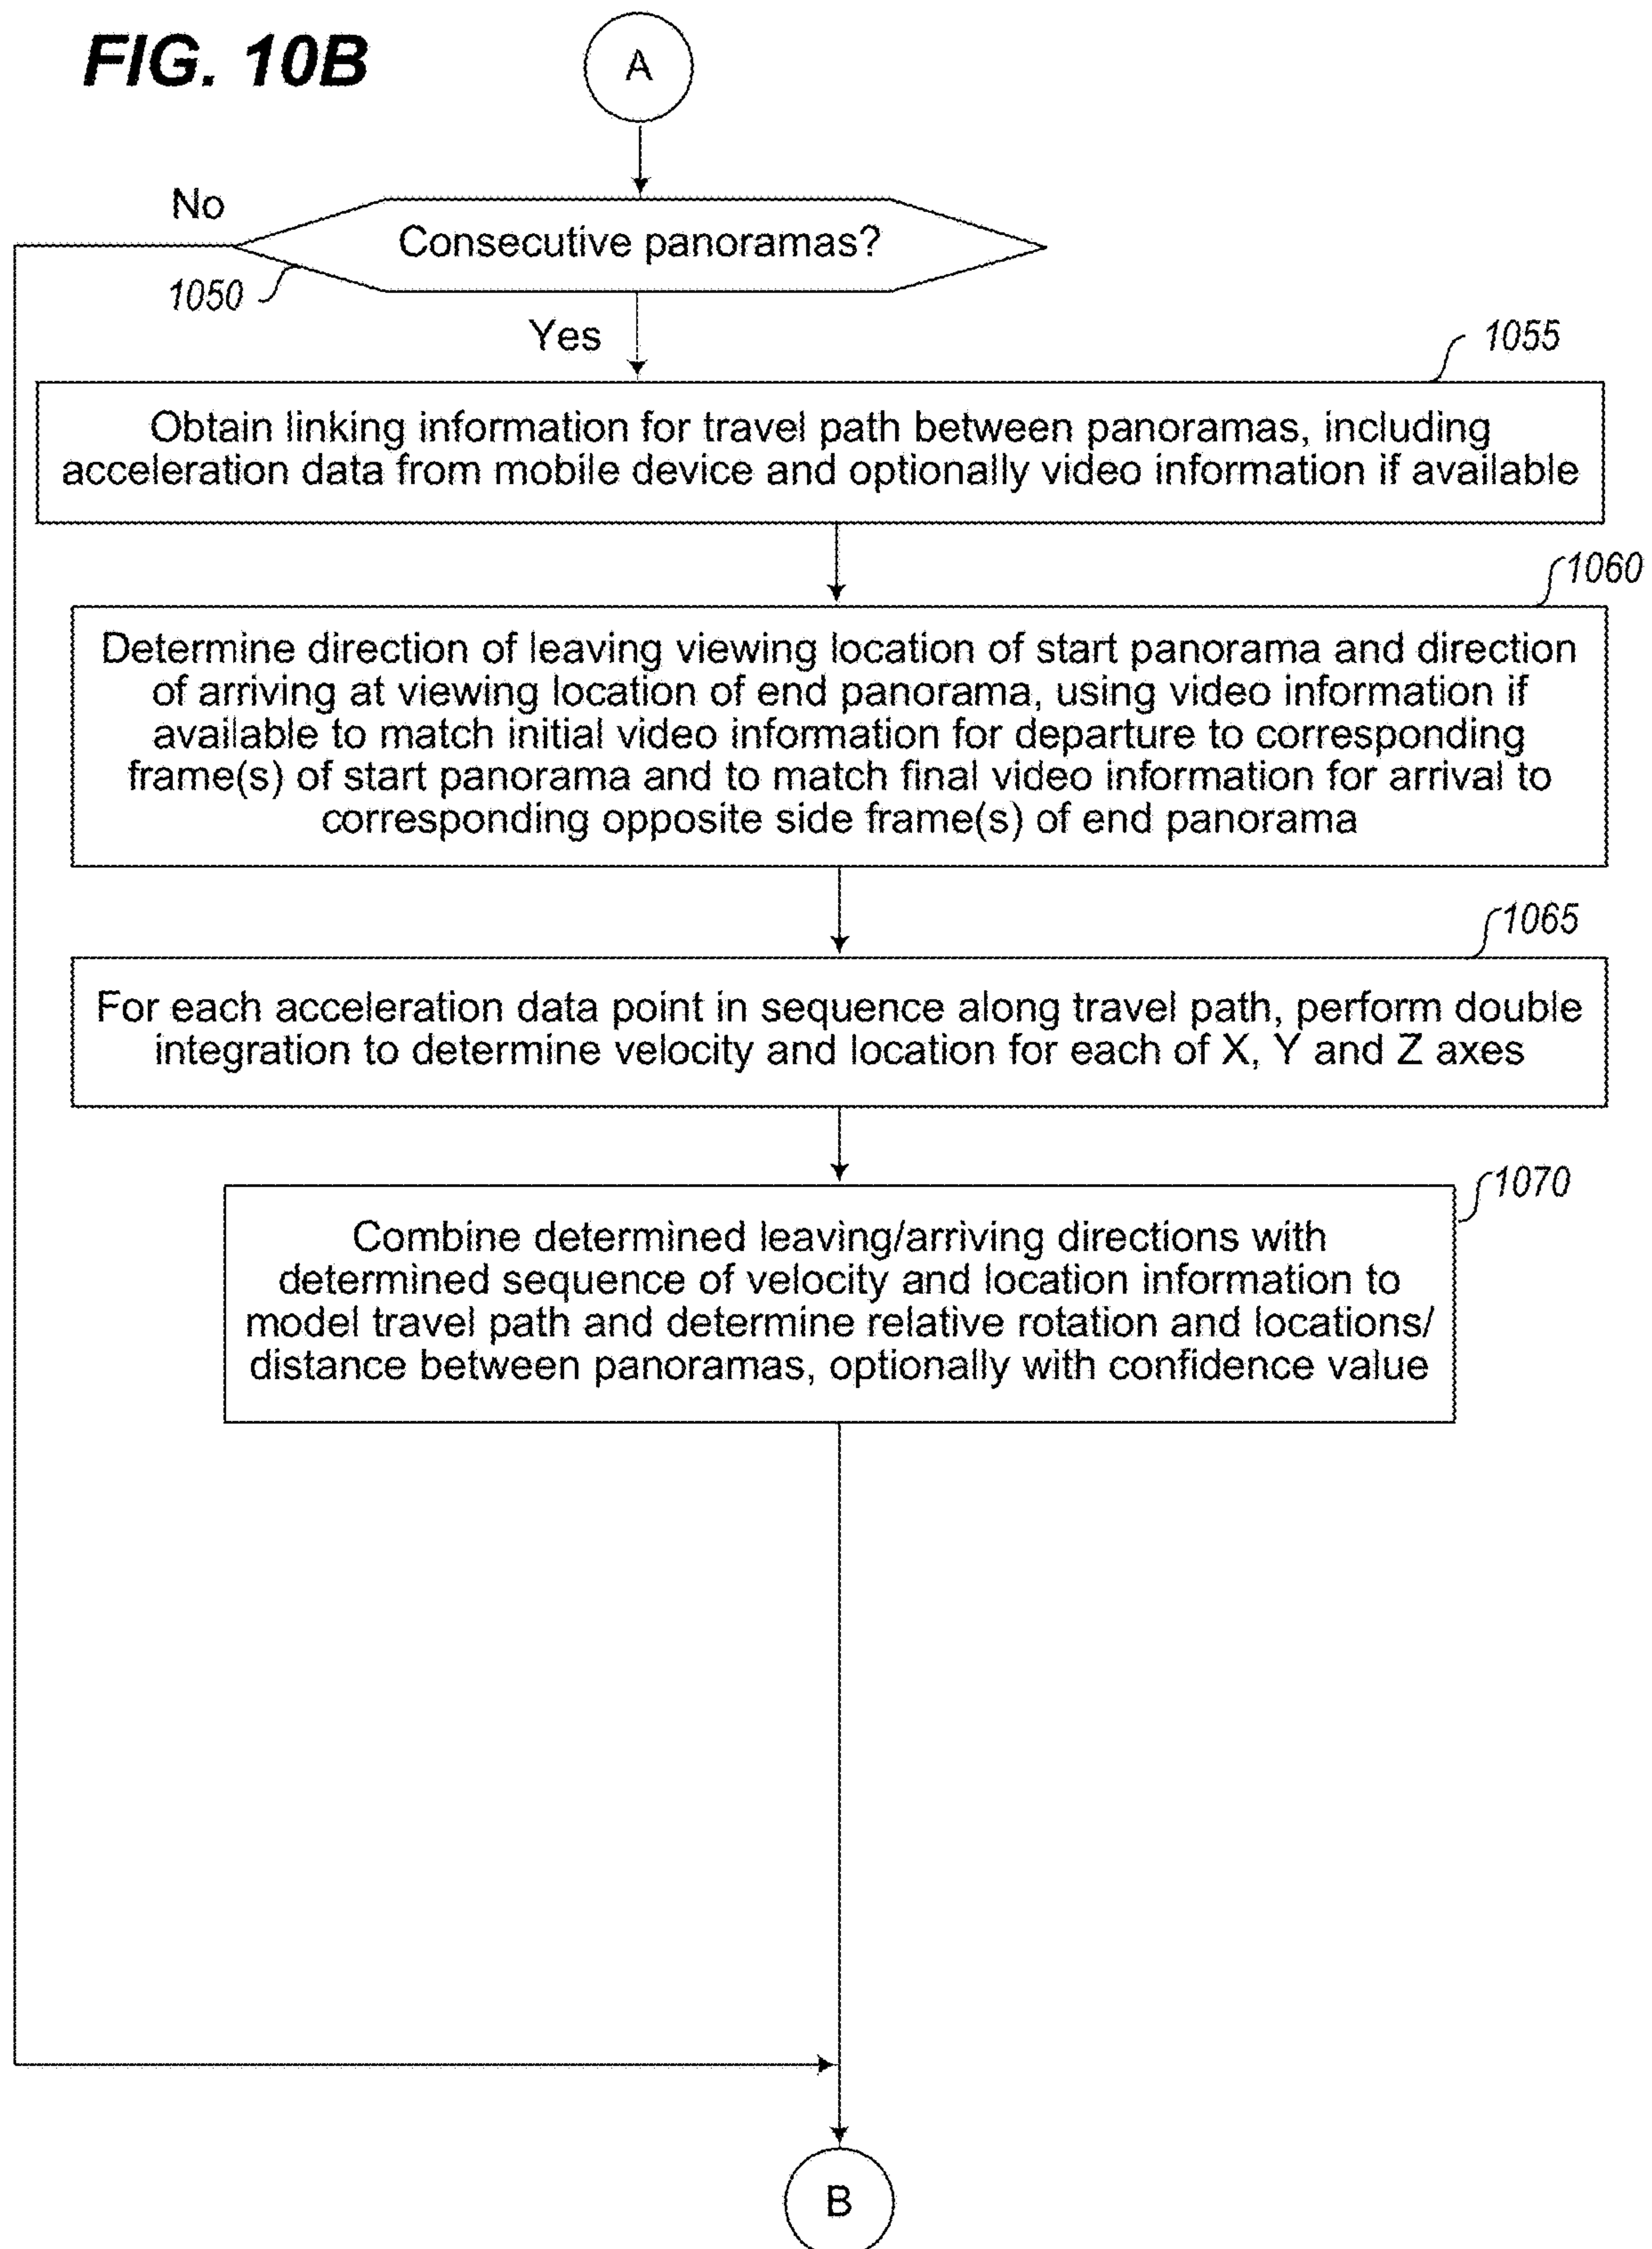 FIG. 10B
A
No
Consecutive panoramas?
1050
Yes
1055
Obtain linking information for travel path between panoramas, including
acceleration data from mobile device and optionally video information if available
1060
Determine direction of leaving viewing location of start panorama and direction
of arriving at viewing location of end panorama, using video information if
available to match initial video information for departure to corresponding
frame(s) of start panorama and to match final video information for arrival to
corresponding opposite side frame(s) of end panorama
1065
For each acceleration data point in sequence along travel path, perform double
integration to determine velocity and location for each of X, Y and Z axes
1070
Combine determined leaving/arriving directions with
determined sequence of velocity and location information to
model travel path and determine relative rotation and locations/
distance between panoramas, optionally with confidence value
B